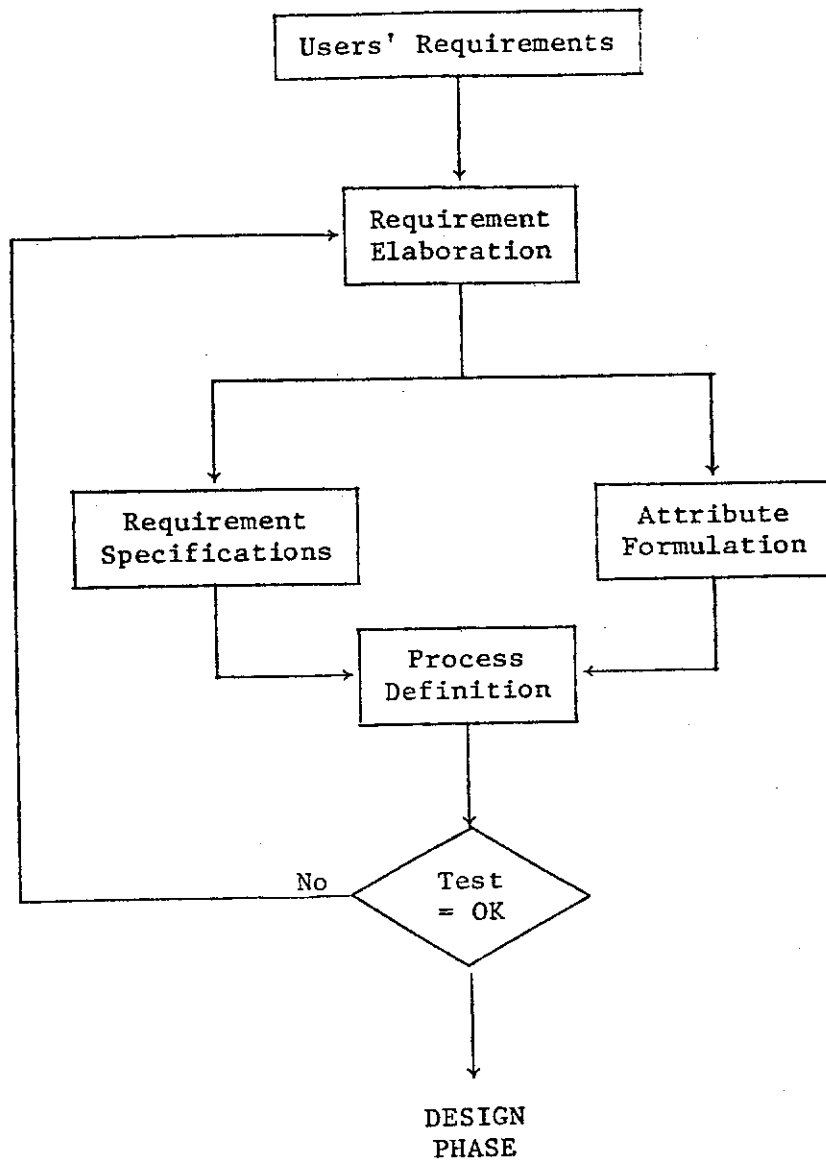 Users' Requirements
Requirement
Elaboration
Requirement
Specifications
Attribute
Formulation
Process
Definition
No
Test
= OK
DESIGN
PHASE